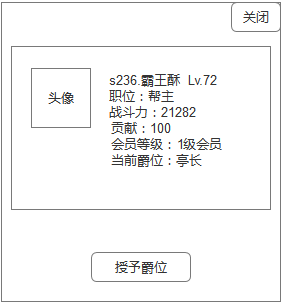 关闭
头像
s236.霸王酥 Lv.72
职位：帮主
战斗力：21282
贡献：100
会员等级：1级会员
当前爵位：亭长
授予爵位